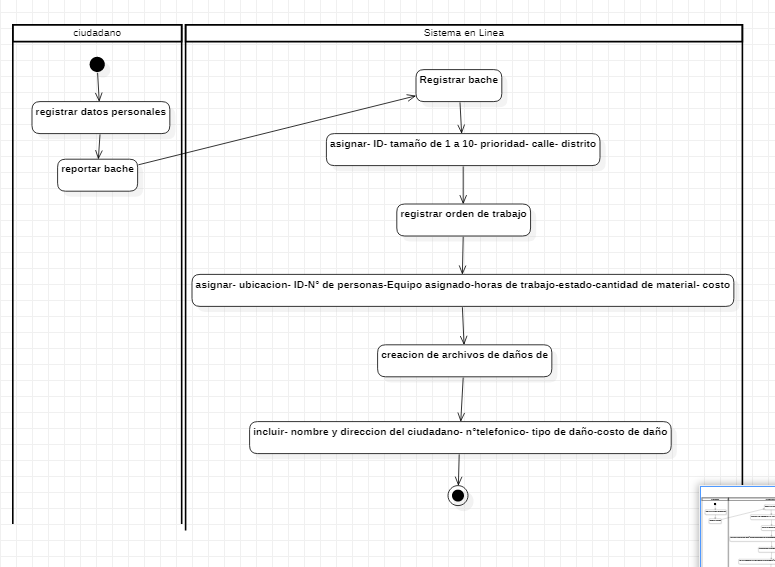 ciudadano
Sistema en Linea
registrar datos personales
reportar bache
Registrar bache
asignar- ID- tamaño de 1 a 10- prioridad- calle- distrito
registrar orden de trabajo
asignar- ubicacion- ID-N° de personas-Equipo asignado-horas de trabajo-estado-cantidad de material- costo
creacion de archivos de daños de
incluir- nombre y direccion del ciudadano- n°telefonico- tipo de daño-costo de daño